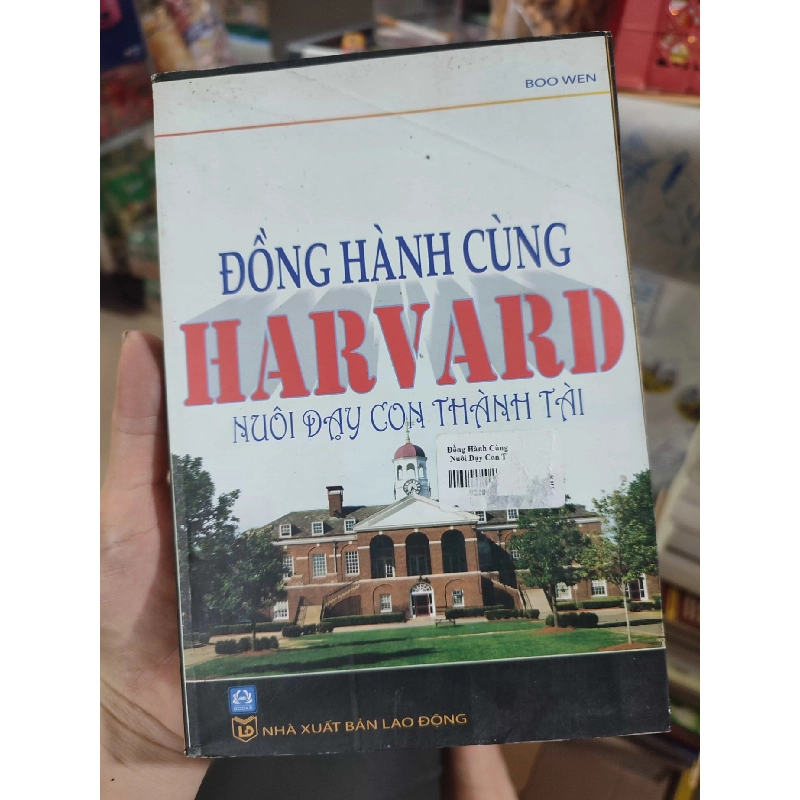 BOO WEN
ĐỒNG HÀNH CÙNG
HARVARD
NUÔI DẠY CON THÀNH TÀI
Đồng Hành Cùng
Nuôi Dạy Con T
BOOKS
NHÀ XUẤT BẢN LAO ĐỘNG